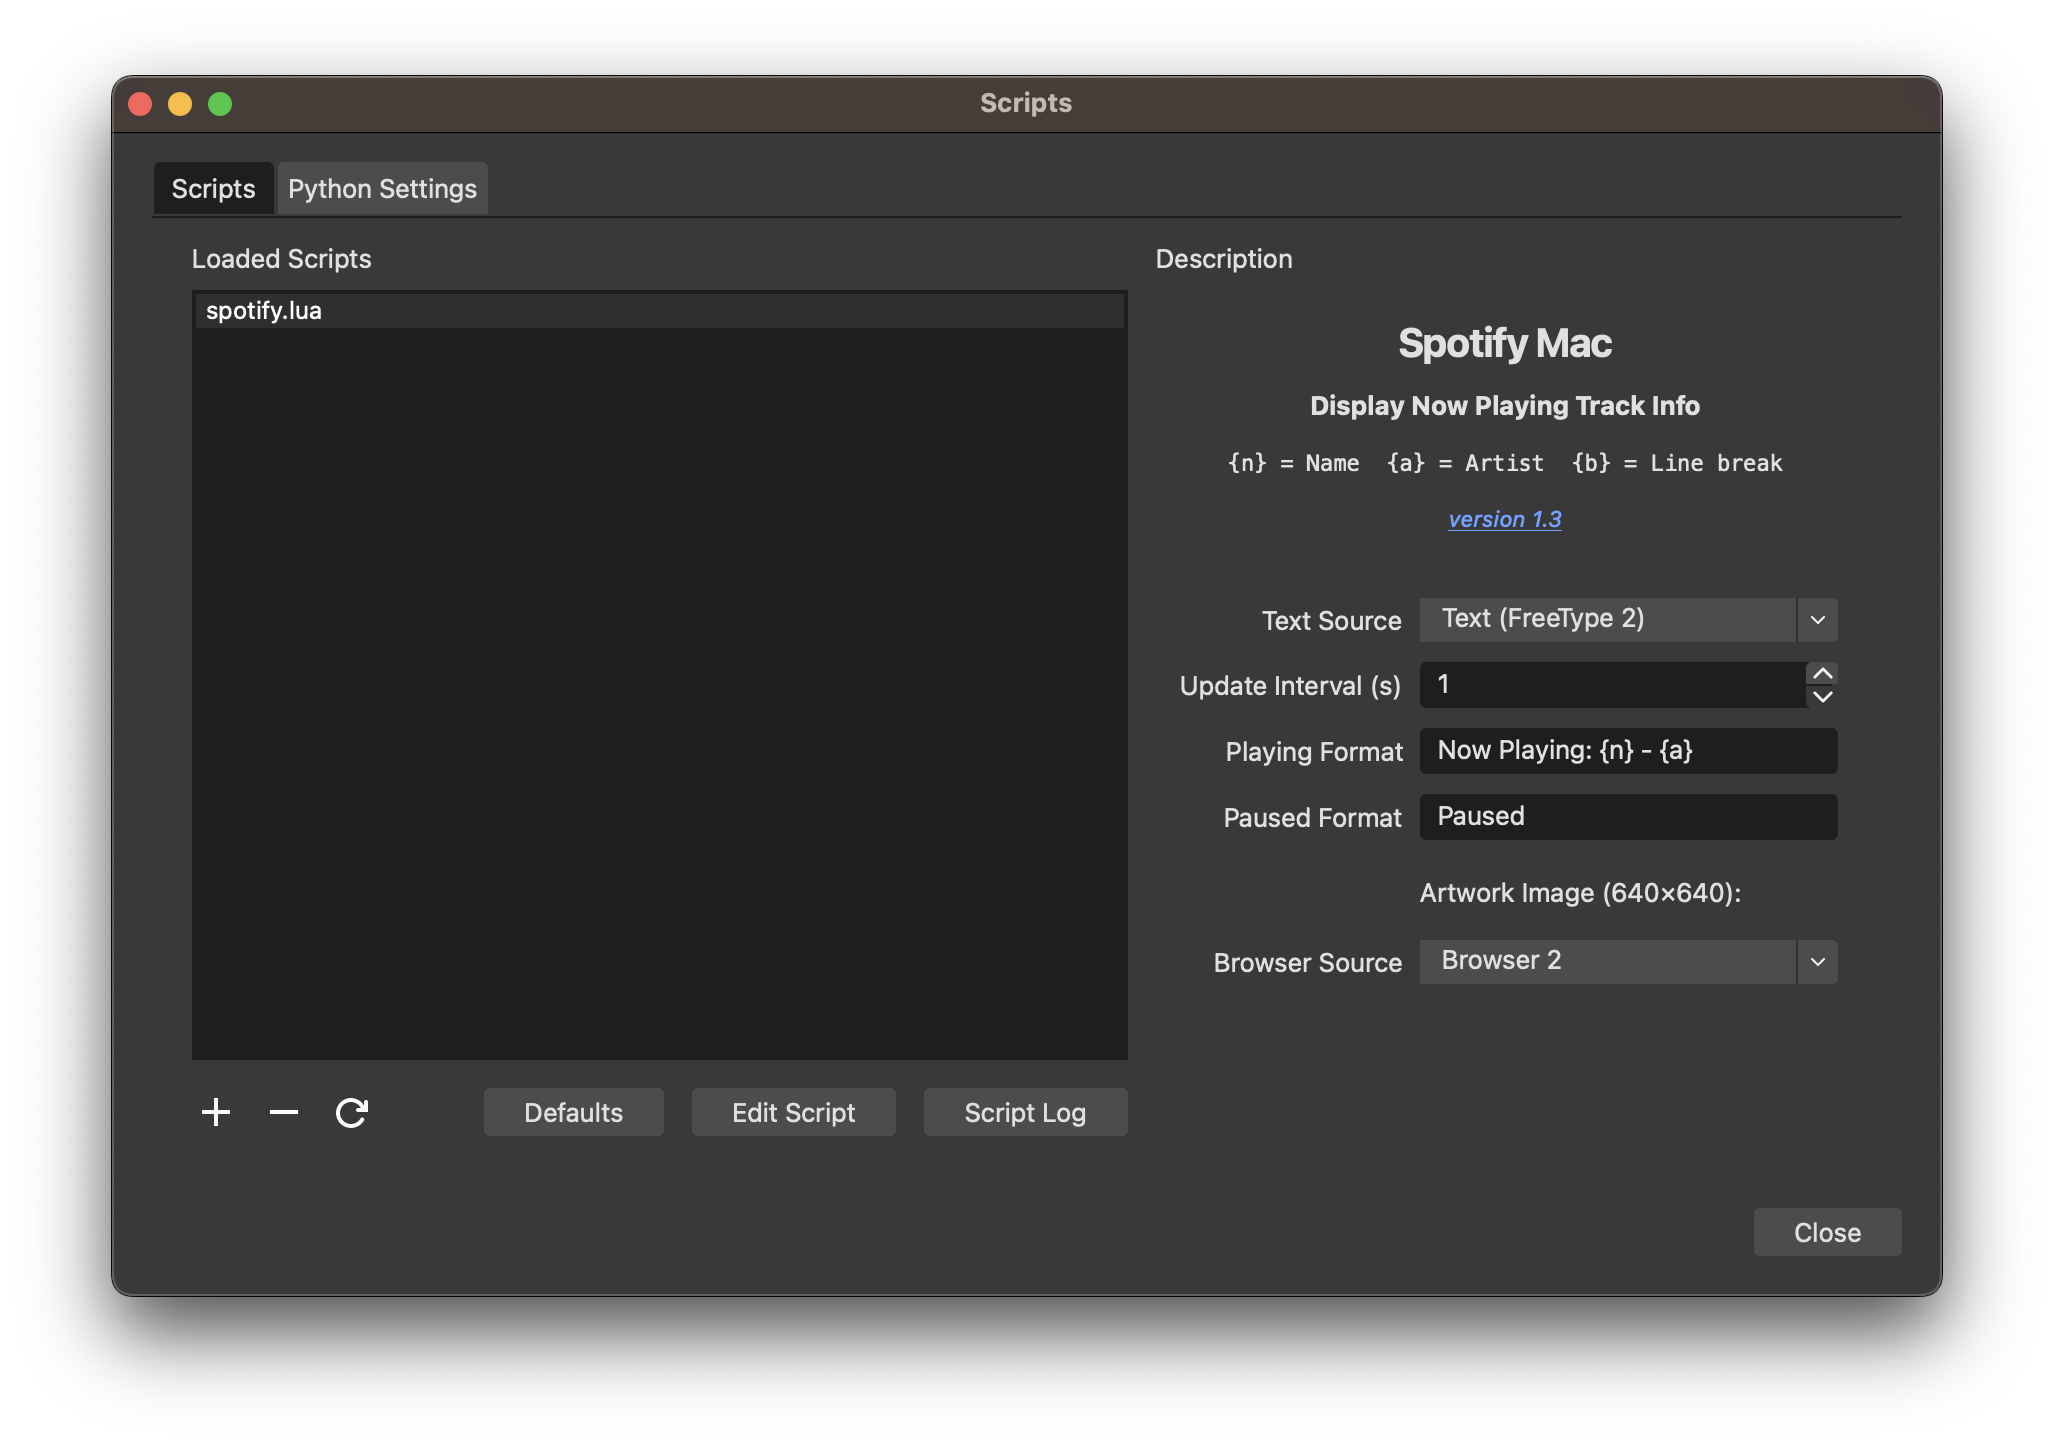 Scripts
Scripts
Python Settings
Loaded Scripts
spotify.lua
Defaults
Edit Script
Script Log
Description
Spotify Mac
Display Now Playing Track Info
{n} = Name  {a} = Artist  {b} = Line break
version 1.3
Text Source Text (FreeType 2)
Update Interval (s) 1
Playing Format Now Playing: {n} - {a}
Paused Format Paused
Artwork Image (640×640):
Browser Source Browser 2
Close